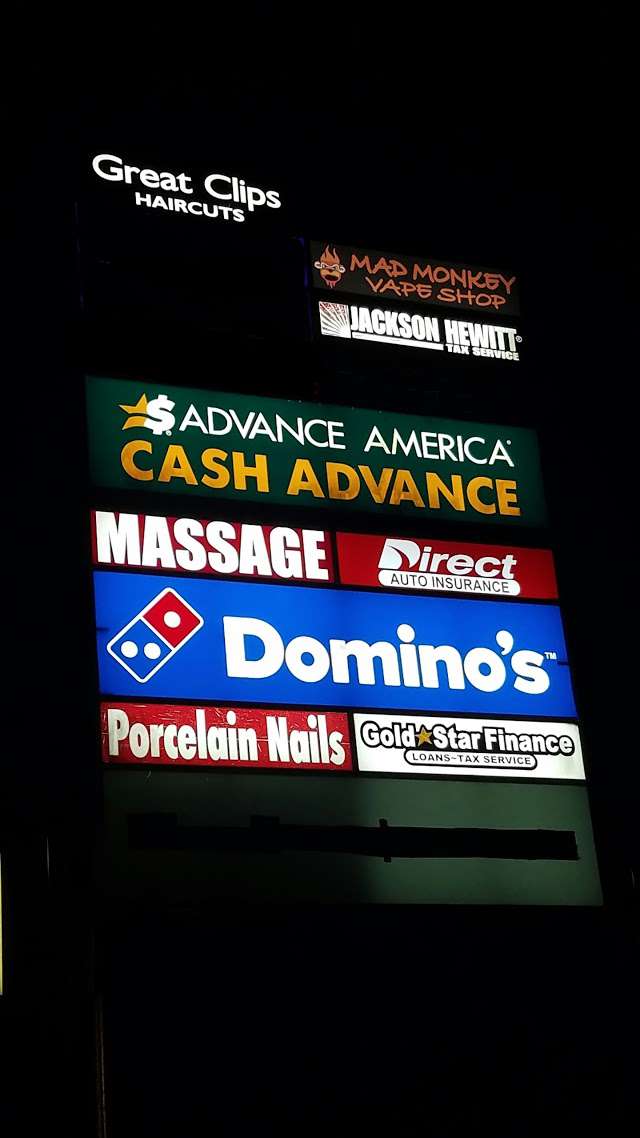 Great Clips
HAIRCUTS
MAD MONKEY
VAPE SHOP
JACKSON HEWITT®
TAX SERVICE
$ ADVANCE AMERICA
CASH ADVANCE
MASSAGE
Direct
AUTO INSURANCE
Domino's™
Porcelain Nails
Gold Star Finance
LOANS-TAX SERVICE